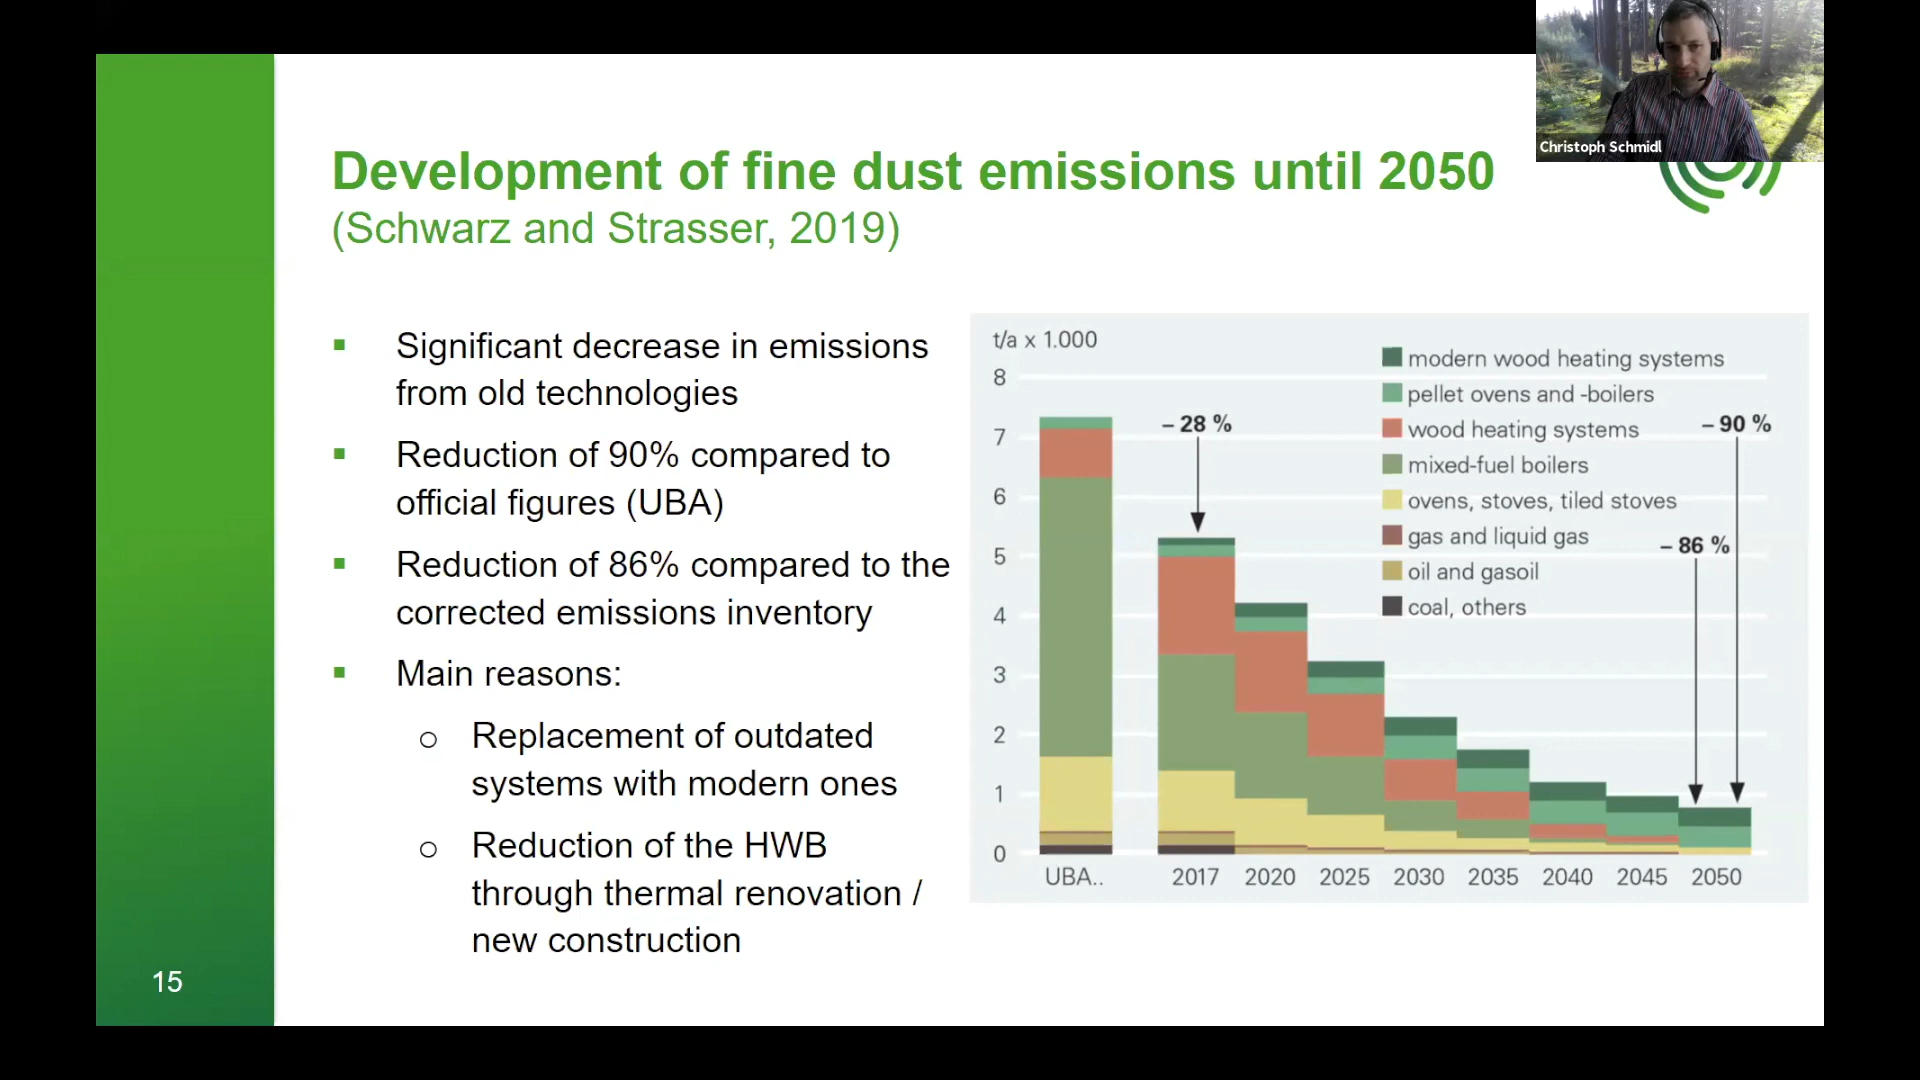 Christoph Schmidl
Development of fine dust emissions until 2050
(Schwarz and Strasser, 2019)
Significant decrease in emissions
from old technologies
Reduction of 90% compared to
official figures (UBA)
Reduction of 86% compared to the
corrected emissions inventory
Main reasons:
Replacement of outdated
systems with modern ones
Reduction of the HWB
through thermal renovation /
new construction
15
t/a x 1.000
8
7
6
5
4
3
2
1
0
modern wood heating systems
pellet ovens and -boilers
wood heating systems
mixed-fuel boilers
ovens, stoves, tiled stoves
gas and liquid gas
oil and gasoil
coal, others
– 28 %
– 90 %
– 86 %
UBA.. 2017 2020 2025 2030 2035 2040 2045 2050